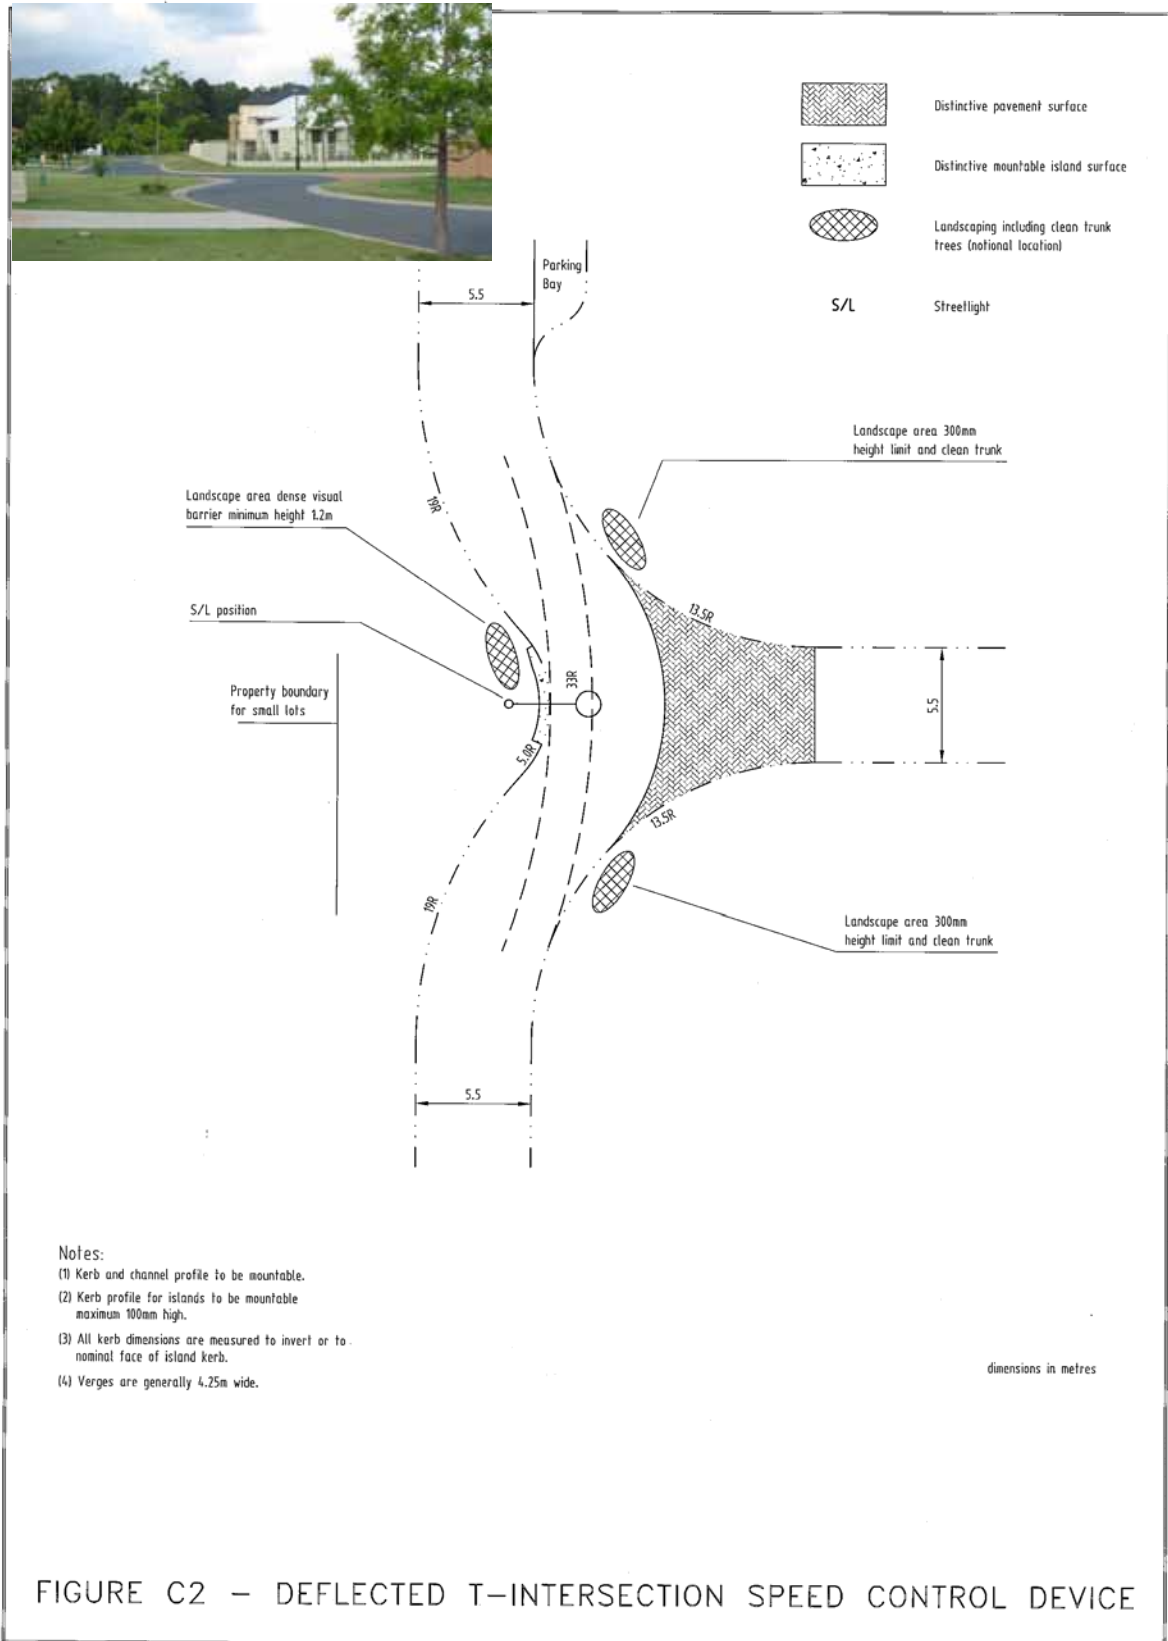 Distinctive pavement surface
Distinctive mountable island surface
Landscaping including clean trunk
trees (notional location)
S/L
Streetlight
Parking
Bay
5.5
Landscape area 300mm
height limit and clean trunk
Landscape area dense visual
barrier minimum height 1.2m
19R
S/L position
13.5R
Property boundary
for small lots
33R
5.5
5.0R
13.5R
19R
Landscape area 300mm
height limit and clean trunk
5.5
Notes:
(1) Kerb and channel profile to be mountable.
(2) Kerb profile for islands to be mountable
maximum 100mm high.
(3) All kerb dimensions are measured to invert or to
nominal face of island kerb.
(4) Verges are generally 4.25m wide.
dimensions in metres
FIGURE C2 – DEFLECTED T–INTERSECTION SPEED CONTROL DEVICE